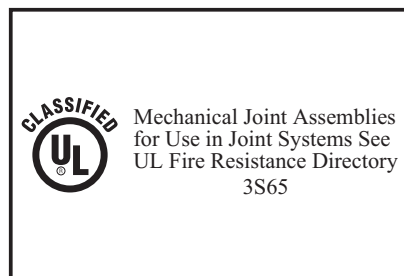 CLASSIFIED
UL
®
Mechanical Joint Assemblies
for Use in Joint Systems See
UL Fire Resistance Directory
3S65